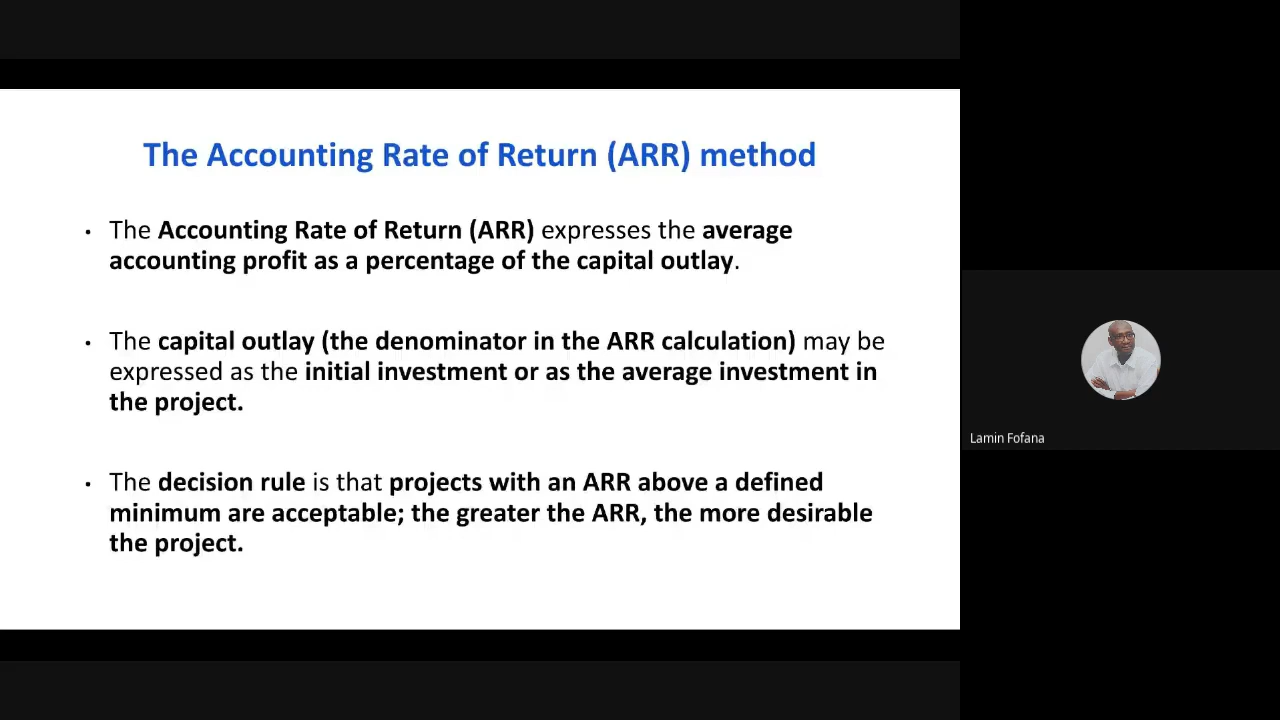 The Accounting Rate of Return (ARR) method
• The Accounting Rate of Return (ARR) expresses the average
accounting profit as a percentage of the capital outlay.
• The capital outlay (the denominator in the ARR calculation) may be
expressed as the initial investment or as the average investment in
the project.
• The decision rule is that projects with an ARR above a defined
minimum are acceptable; the greater the ARR, the more desirable
the project.
Lamin Fofana